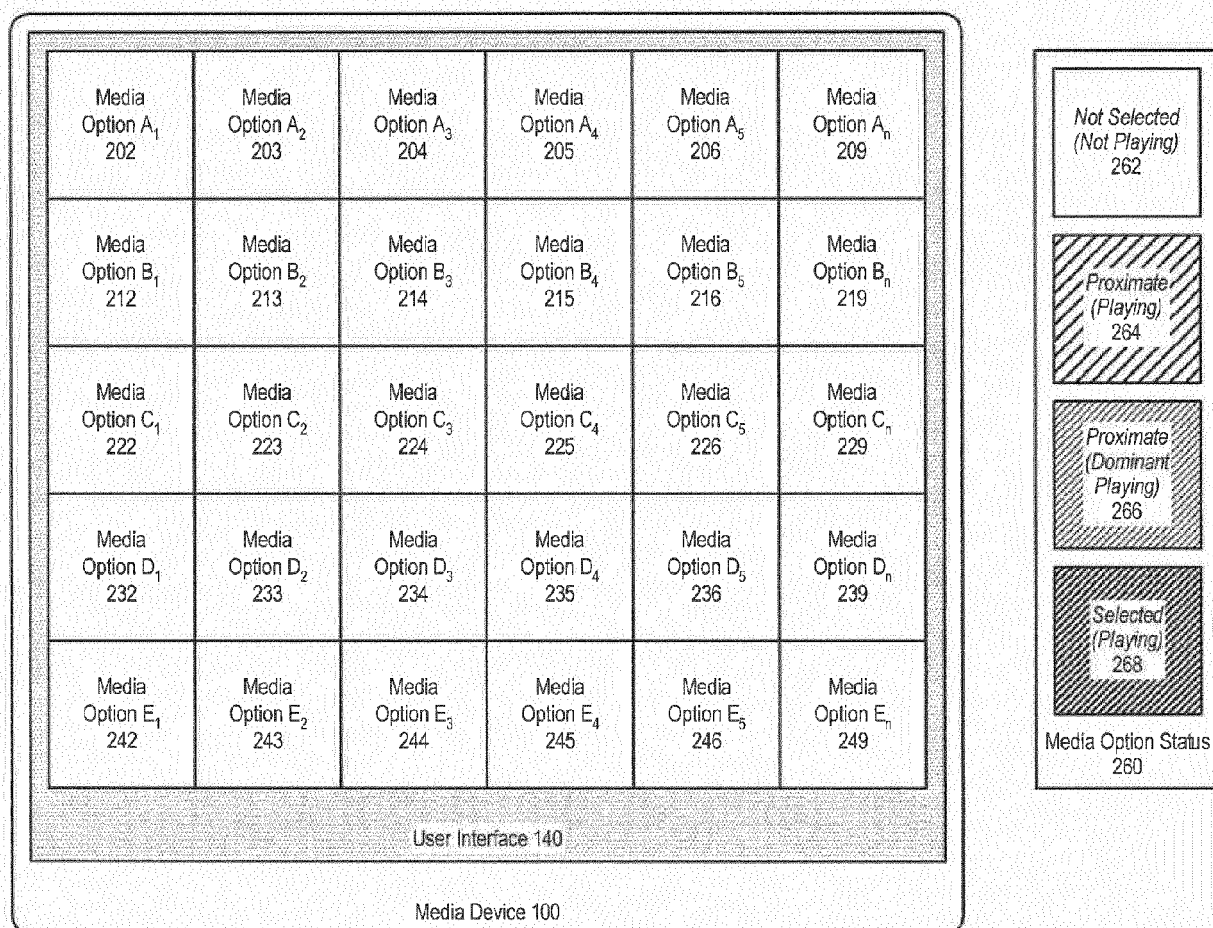 Media
Option A₁
202
Media
Option A₂
203
Media
Option A₃
204
Media
Option A₄
205
Media
Option A₅
206
Media
Option Aₙ
209
Media
Option B₁
212
Media
Option B₂
213
Media
Option B₃
214
Media
Option B₄
215
Media
Option B₅
216
Media
Option Bₙ
219
Media
Option C₁
222
Media
Option C₂
223
Media
Option C₃
224
Media
Option C₄
225
Media
Option C₅
226
Media
Option Cₙ
229
Media
Option D₁
232
Media
Option D₂
233
Media
Option D₃
234
Media
Option D₄
235
Media
Option D₅
236
Media
Option Dₙ
239
Media
Option E₁
242
Media
Option E₂
243
Media
Option E₃
244
Media
Option E₄
245
Media
Option E₅
246
Media
Option Eₙ
249
User Interface 140
Media Device 100
Not Selected
(Not Playing)
262
Proximate
(Playing)
264
Proximate
(Dominant
Playing)
266
Selected
(Playing)
268
Media Option Status
260